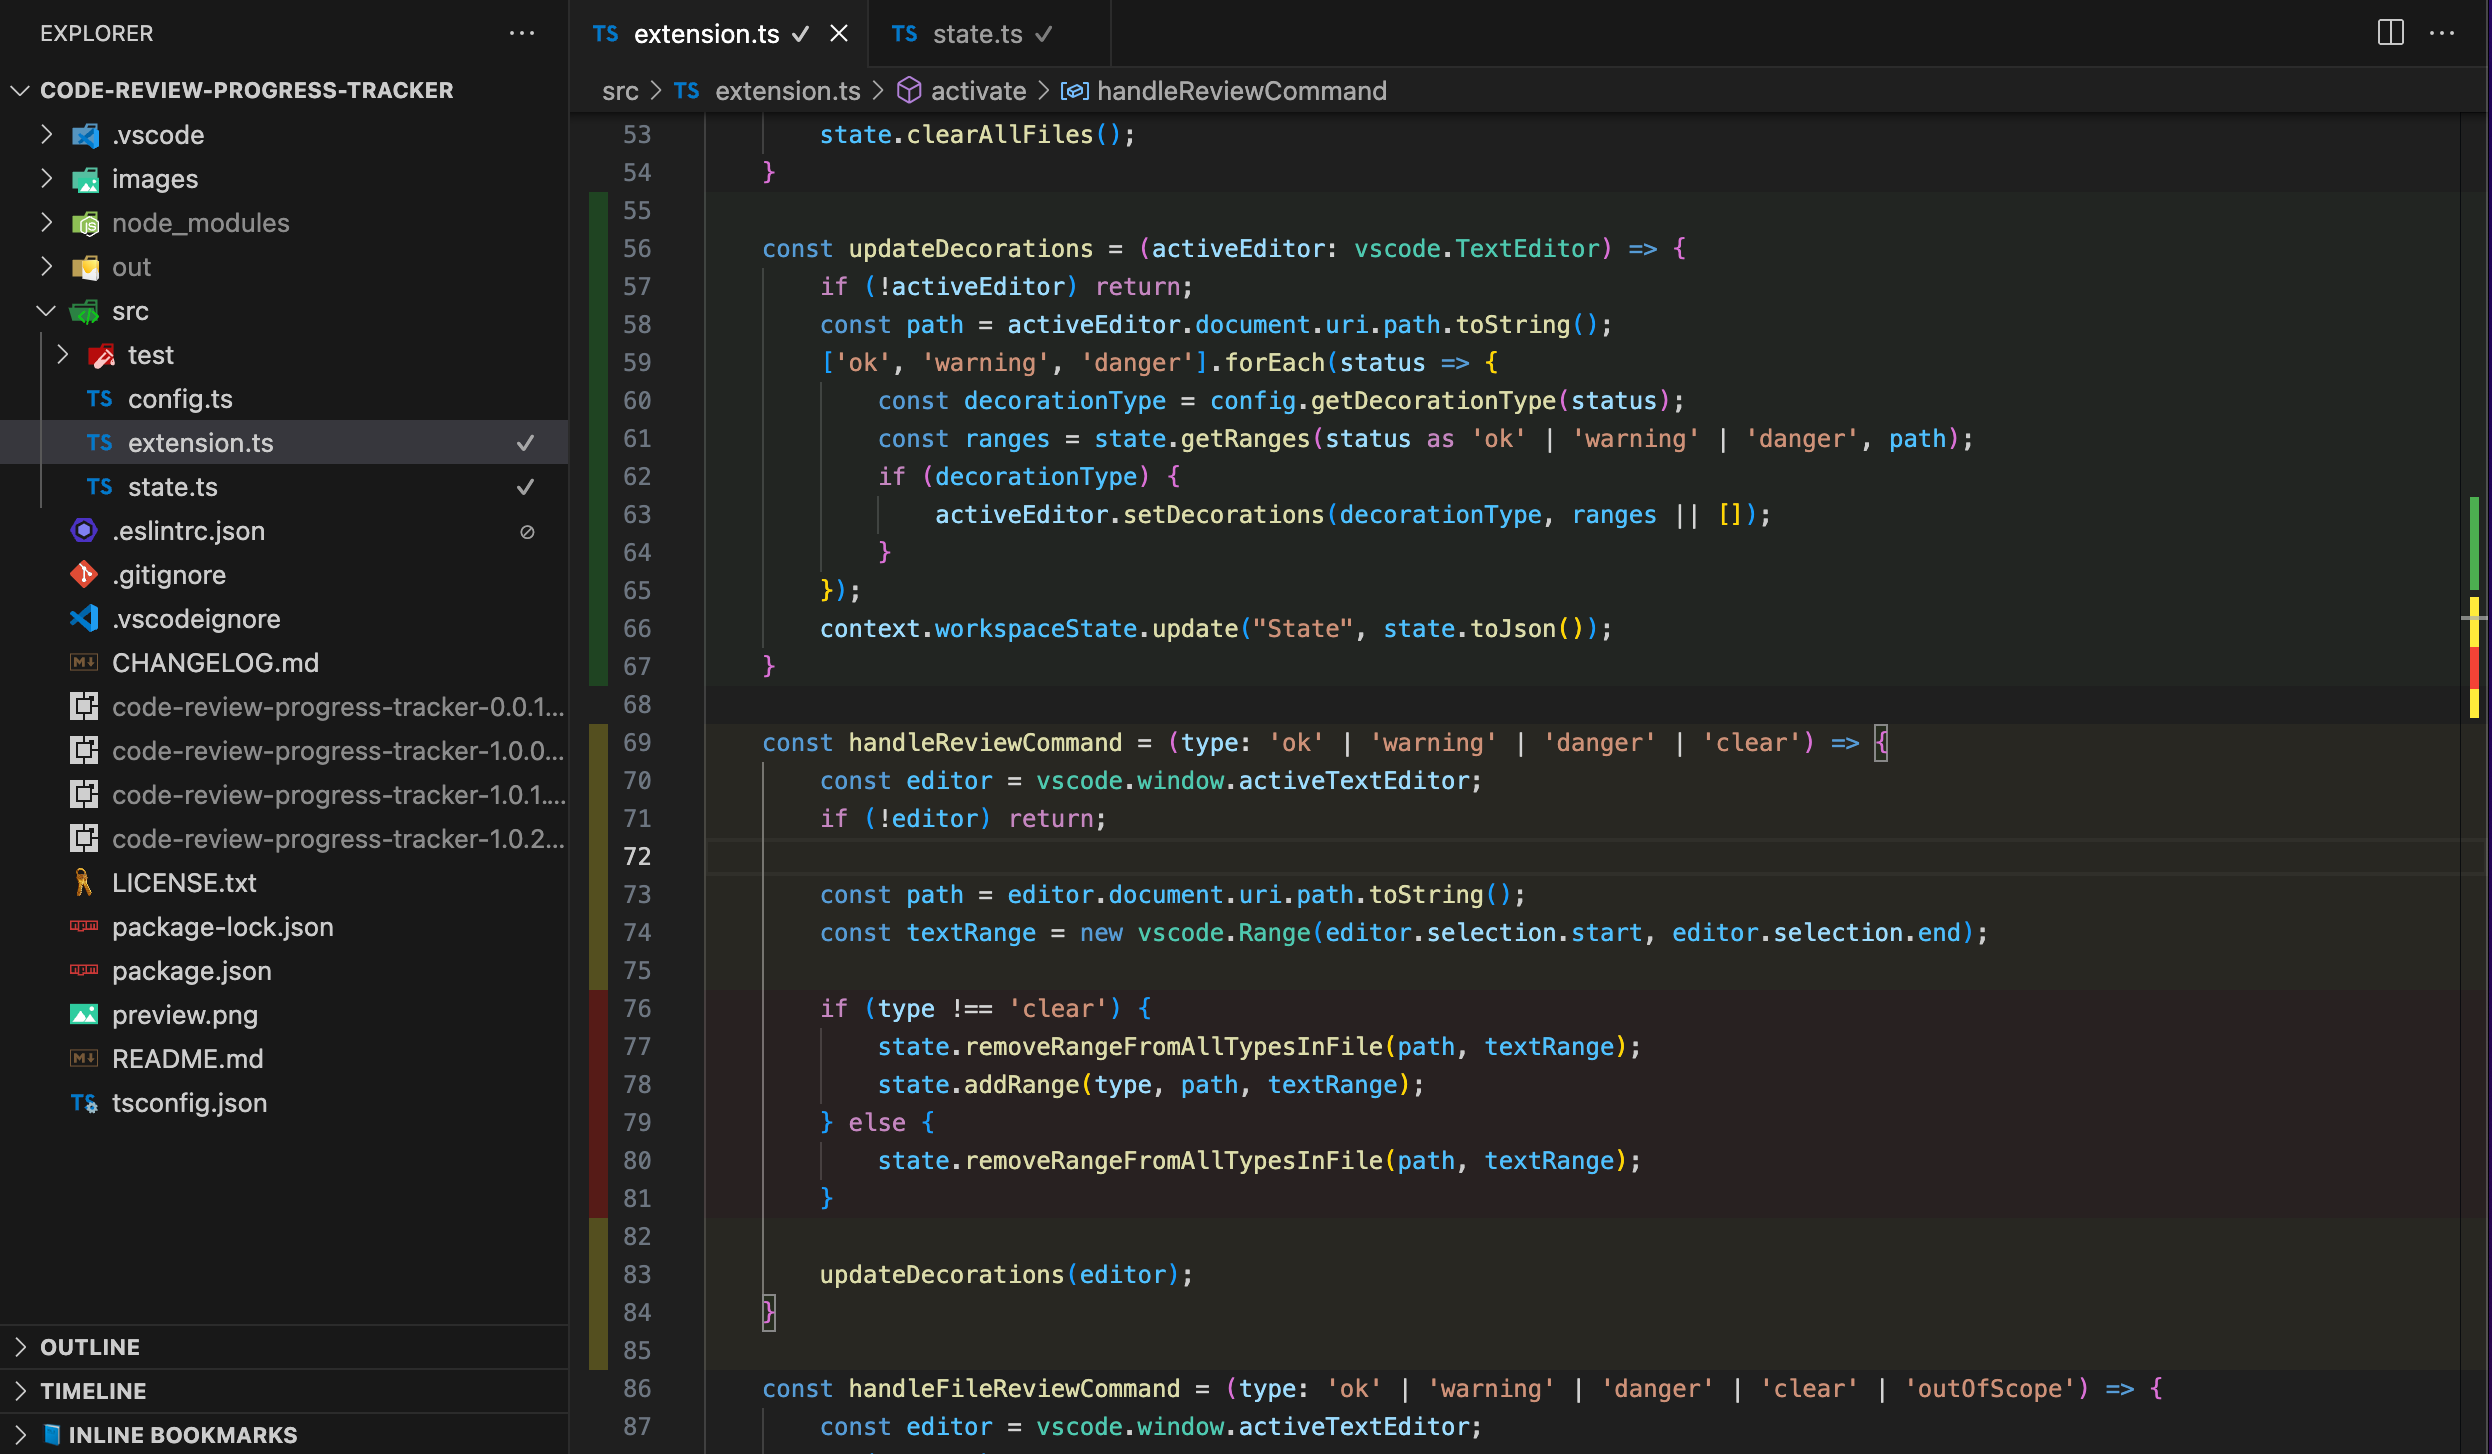 EXPLORER
CODE-REVIEW-PROGRESS-TRACKER
.vscode
images
node_modules
out
src
test
TS config.ts
TS extension.ts
TS state.ts
.eslintrc.json
.gitignore
.vscodeignore
CHANGELOG.md
code-review-progress-tracker-0.0.1...
code-review-progress-tracker-1.0.0...
code-review-progress-tracker-1.0.1....
code-review-progress-tracker-1.0.2...
LICENSE.txt
package-lock.json
package.json
preview.png
README.md
TS tsconfig.json
OUTLINE
TIMELINE
INLINE BOOKMARKS
TS extension.ts
TS state.ts
src > TS extension.ts > activate > handleReviewCommand
53 state.clearAllFiles();
54 }
55
56 const updateDecorations = (activeEditor: vscode.TextEditor) => {
57 if (!activeEditor) return;
58 const path = activeEditor.document.uri.path.toString();
59 ['ok', 'warning', 'danger'].forEach(status => {
60 const decorationType = config.getDecorationType(status);
61 const ranges = state.getRanges(status as 'ok' | 'warning' | 'danger', path);
62 if (decorationType) {
63 activeEditor.setDecorations(decorationType, ranges || []);
64 }
65 });
66 context.workspaceState.update("State", state.toJson());
67 }
68
69 const handleReviewCommand = (type: 'ok' | 'warning' | 'danger' | 'clear') => {
70 const editor = vscode.window.activeTextEditor;
71 if (!editor) return;
72
73 const path = editor.document.uri.path.toString();
74 const textRange = new vscode.Range(editor.selection.start, editor.selection.end);
75
76 if (type !== 'clear') {
77 state.removeRangeFromAllTypesInFile(path, textRange);
78 state.addRange(type, path, textRange);
79 } else {
80 state.removeRangeFromAllTypesInFile(path, textRange);
81 }
82
83 updateDecorations(editor);
84 }
85
86 const handleFileReviewCommand = (type: 'ok' | 'warning' | 'danger' | 'clear' | 'outOfScope') => {
87 const editor = vscode.window.activeTextEditor;